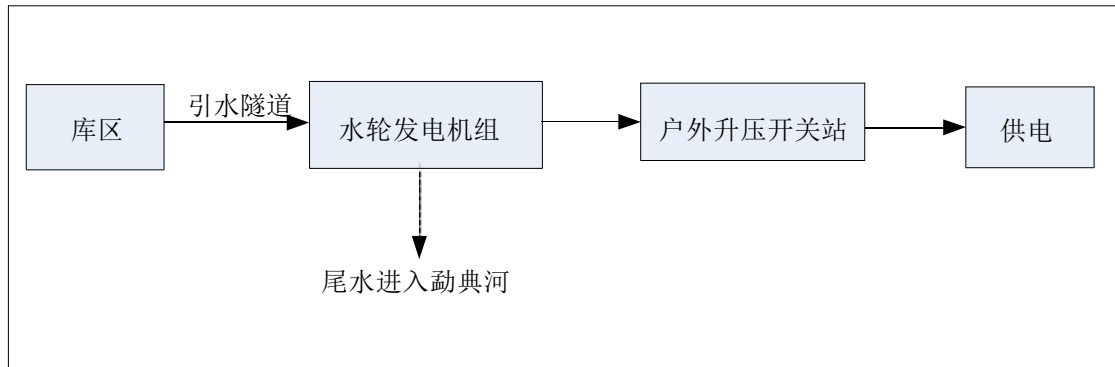 引水隧道
库区
水轮发电机组
户外升压开关站
供电
尾水进入勐典河